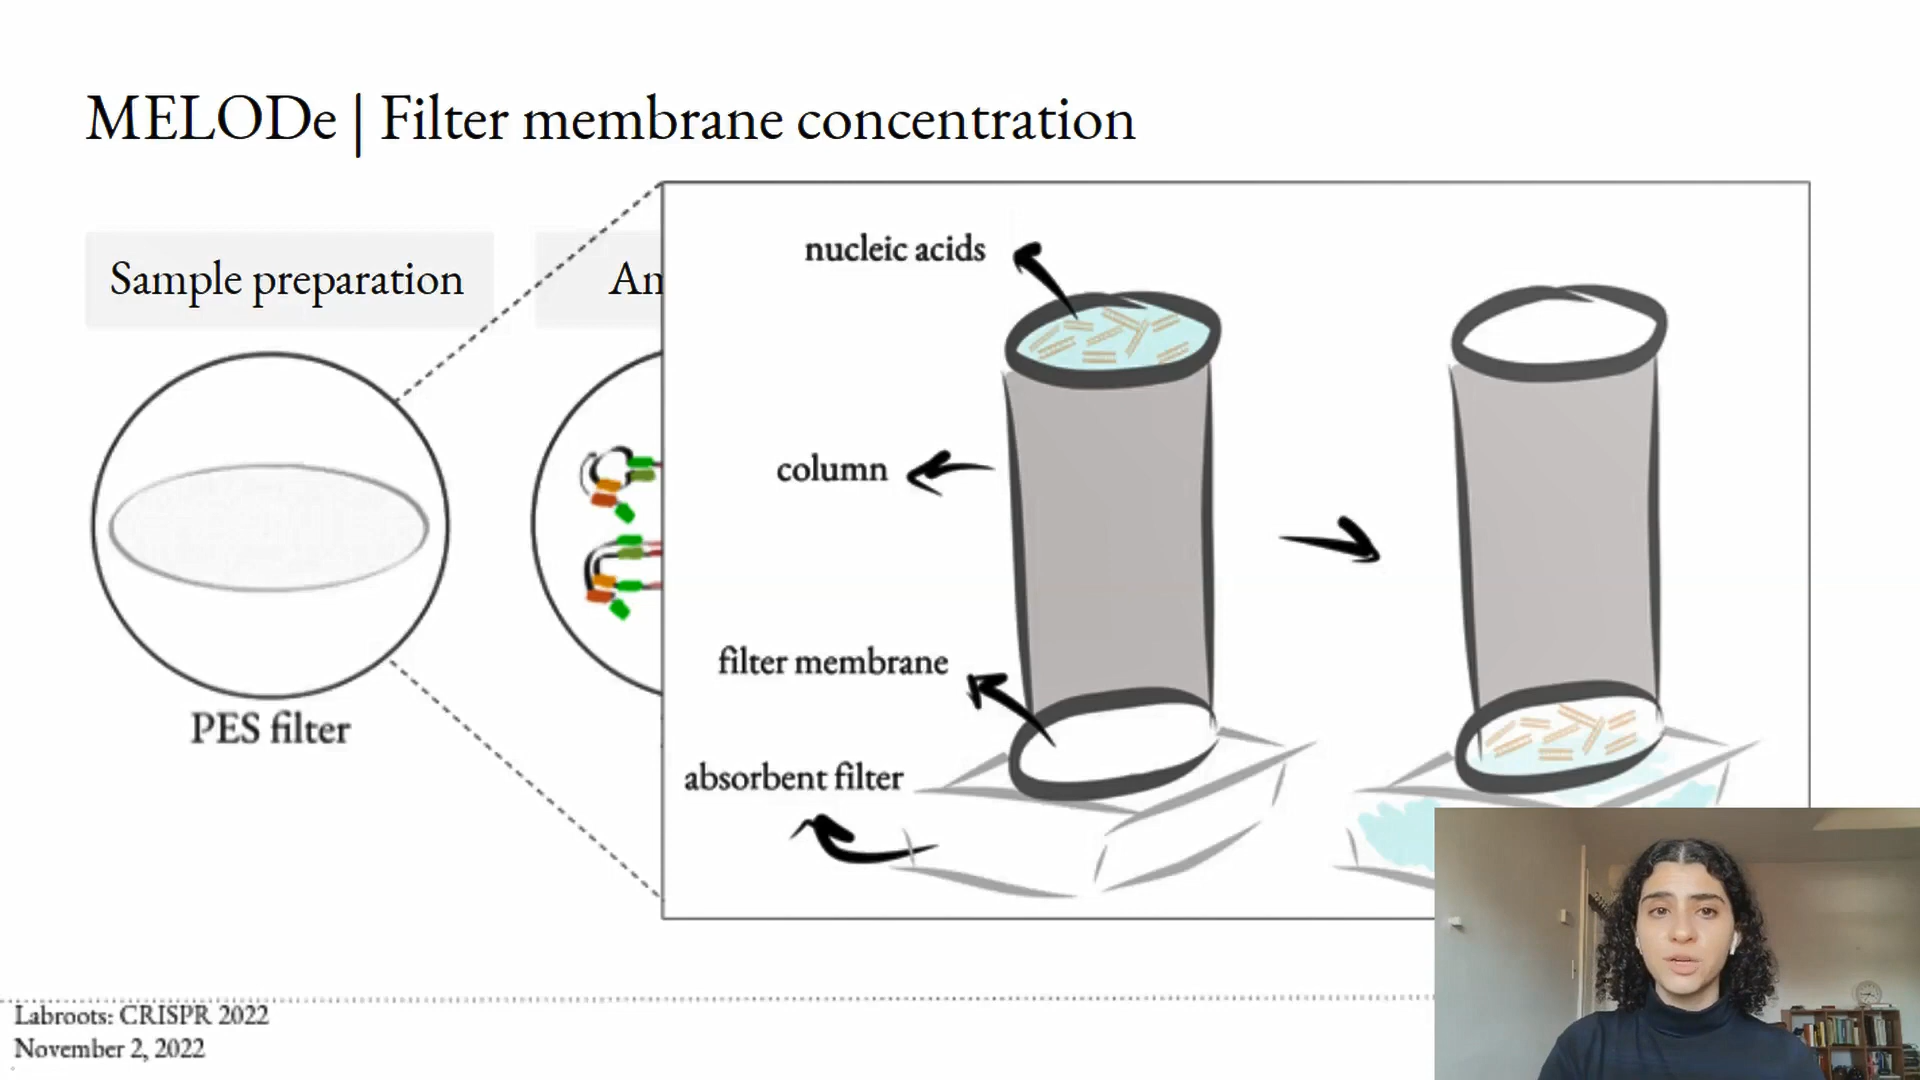 MELODe | Filter membrane concentration
Sample preparation
An
nucleic acids
column
filter membrane
absorbent filter
PES filter
Labroots: CRISPR 2022
November 2, 2022